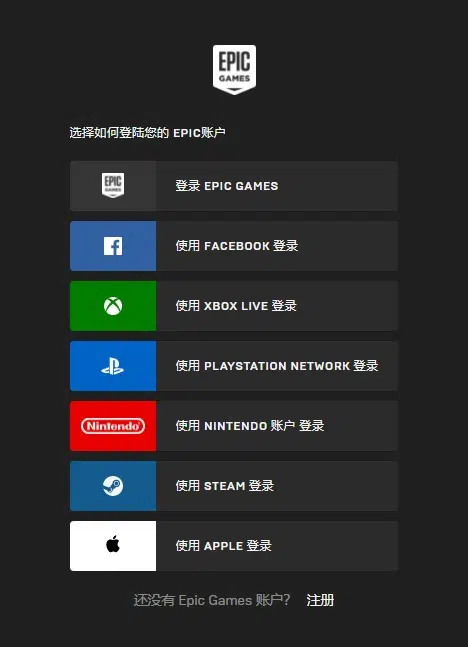 EPIC
GAMES
选择如何登陆您的 EPIC账户
EPIC
GAMES
登录 EPIC GAMES
使用 FACEBOOK 登录
使用 XBOX LIVE 登录
使用 PLAYSTATION NETWORK 登录
Nintendo
使用 NINTENDO 账户 登录
使用 STEAM 登录
使用 APPLE 登录
还没有 Epic Games 账户? 注册